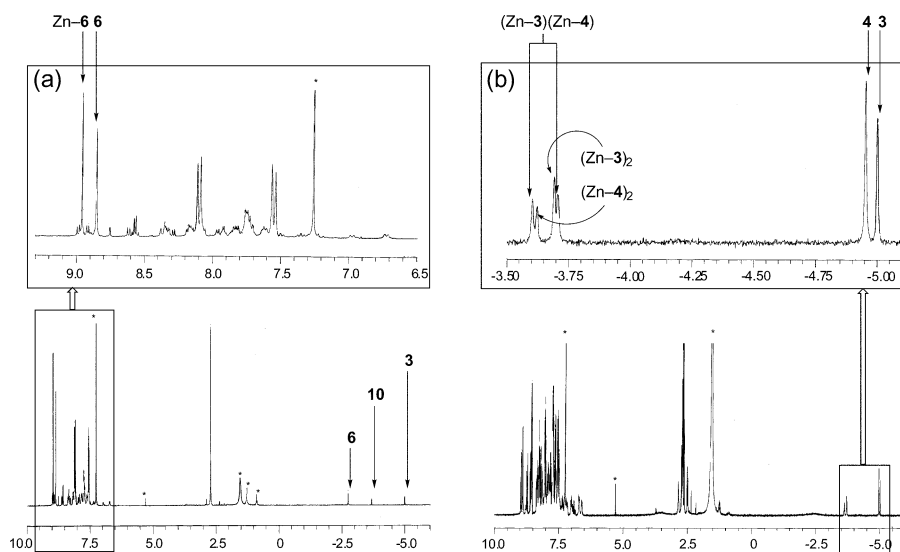 Zn–6 6
(a)
*
9.0 8.5 8.0 7.5 7.0 6.5
*
6
10
3
* * * *
10.0 7.5 5.0 2.5 0 -2.5 -5.0
(Zn–3)(Zn–4)
4 3
(b)
(Zn–3)2
(Zn–4)2
-3.50 -3.75 -4.00 -4.25 -4.50 -4.75 -5.00
* * *
10.0 7.5 5.0 2.5 0 -2.5 -5.0